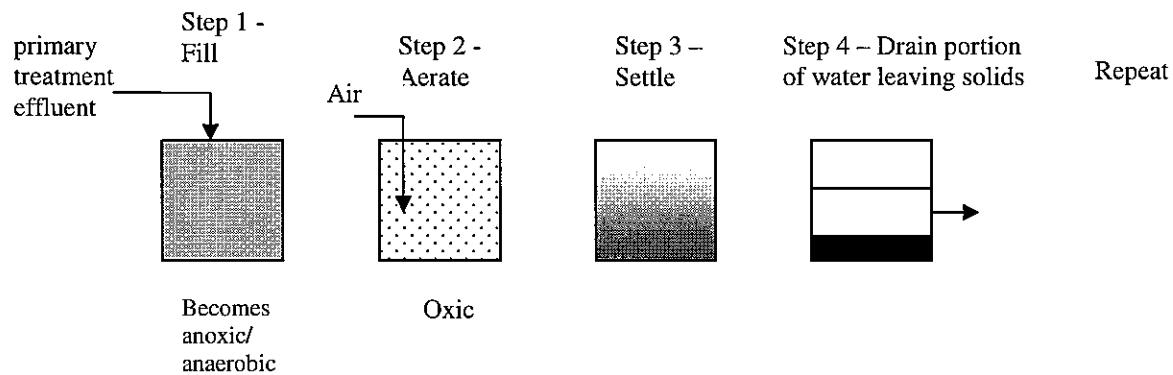 Step 1 -
Fill
primary
treatment
effluent
Step 2 -
Aerate
Air
Step 3 –
Settle
Step 4 – Drain portion
of water leaving solids
Repeat
Becomes
anoxic/
anaerobic
Oxic